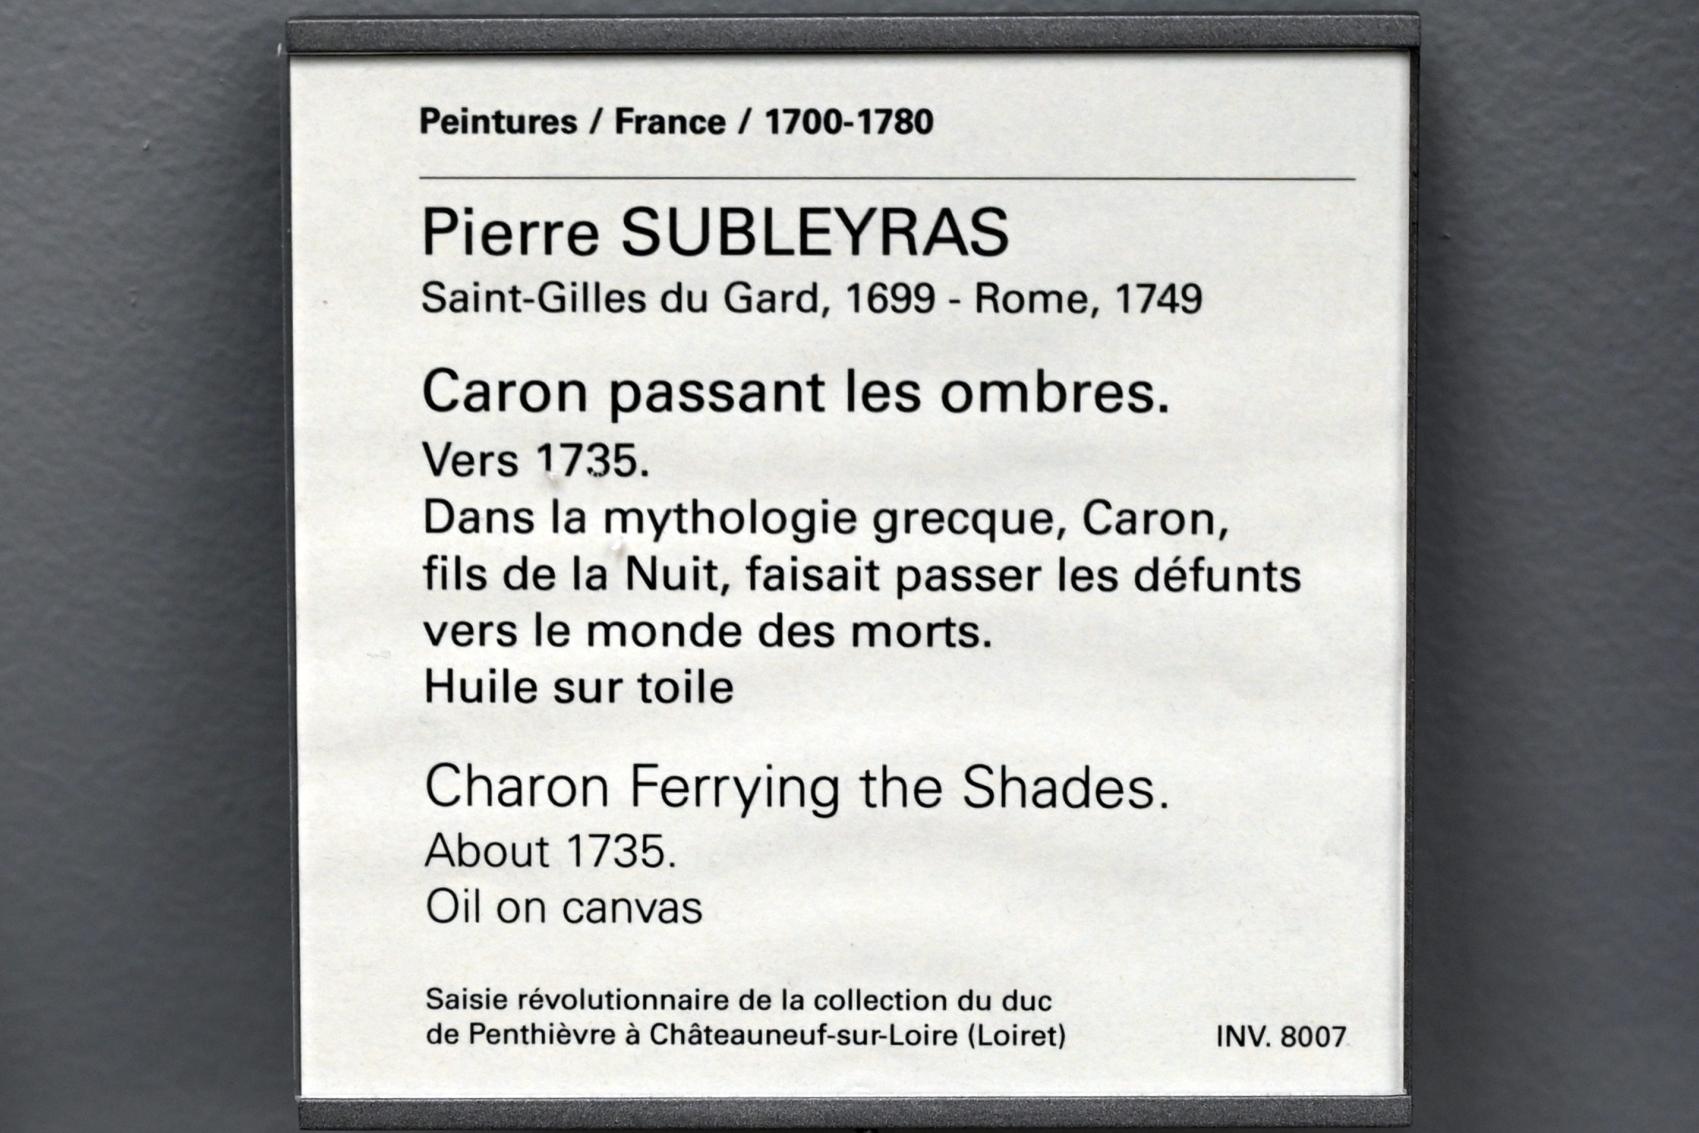 Peintures / France / 1700-1780
Pierre SUBLEYRAS
Saint-Gilles du Gard, 1699 - Rome, 1749
Caron passant les ombres.
Vers 1735.
Dans la mythologie grecque, Caron,
fils de la Nuit, faisait passer les défunts
vers le monde des morts.
Huile sur toile
Charon Ferrying the Shades.
About 1735.
Oil on canvas
Saisie révolutionnaire de la collection du duc
de Penthièvre à Châteauneuf-sur-Loire (Loiret) INV. 8007